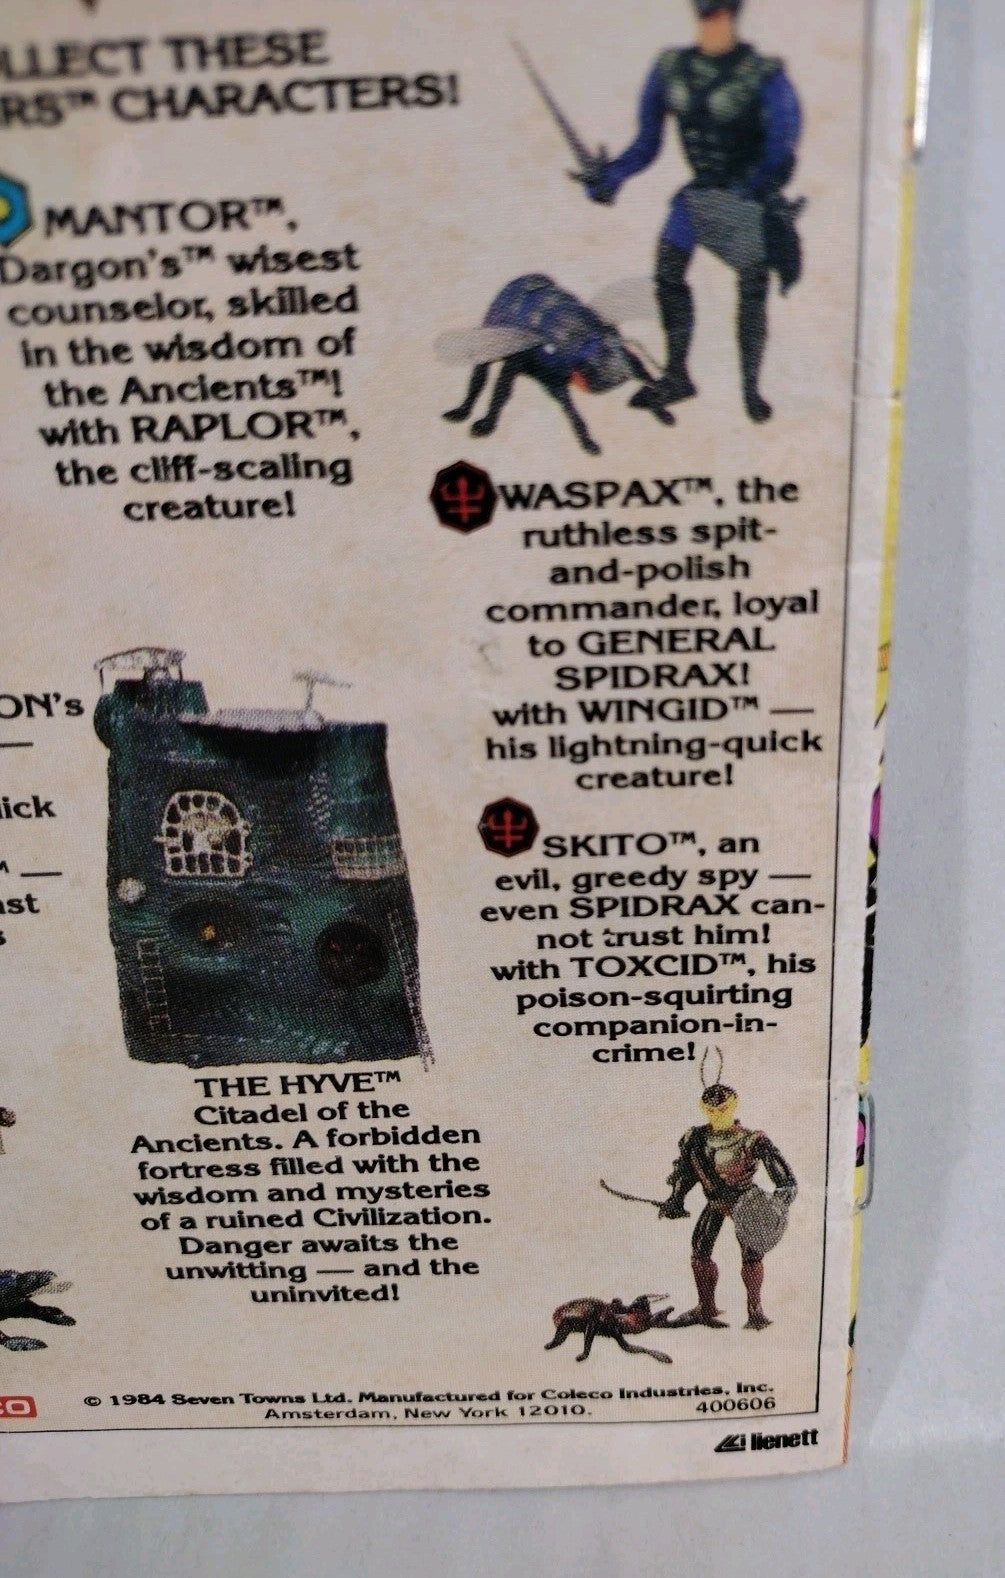 LLECT THESE
RS™ CHARACTERS!
MANTOR™,
Dargon's™ wisest
counselor, skilled
in the wisdom of
the Ancients™!
with RAPLOR™,
the cliff-scaling
creature!
WASPAX™, the
ruthless spit-
and-polish
commander, loyal
to GENERAL
SPIDRAX!
with WINGID™ —
his lightning-quick
creature!
SKITO™, an
evil, greedy spy —
even SPIDRAX can-
not trust him!
with TOXCID™, his
poison-squirting
companion-in-
crime!
ON's
—
ick
—
ast
s
THE HYVE™
Citadel of the
Ancients. A forbidden
fortress filled with the
wisdom and mysteries
of a ruined Civilization.
Danger awaits the
unwitting — and the
uninvited!
CO
© 1984 Seven Towns Ltd. Manufactured for Coleco Industries, Inc.
Amsterdam, New York 12010.
400606
lienett